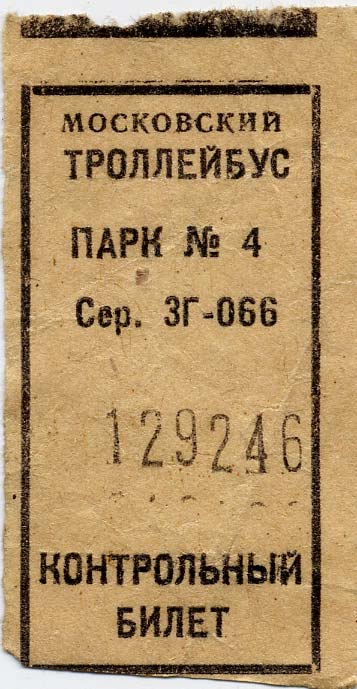 МОСКОВСКИЙ
ТРОЛЛЕЙБУС
ПАРК № 4
Сер. ЗГ-066
129246
КОНТРОЛЬНЫЙ
БИЛЕТ